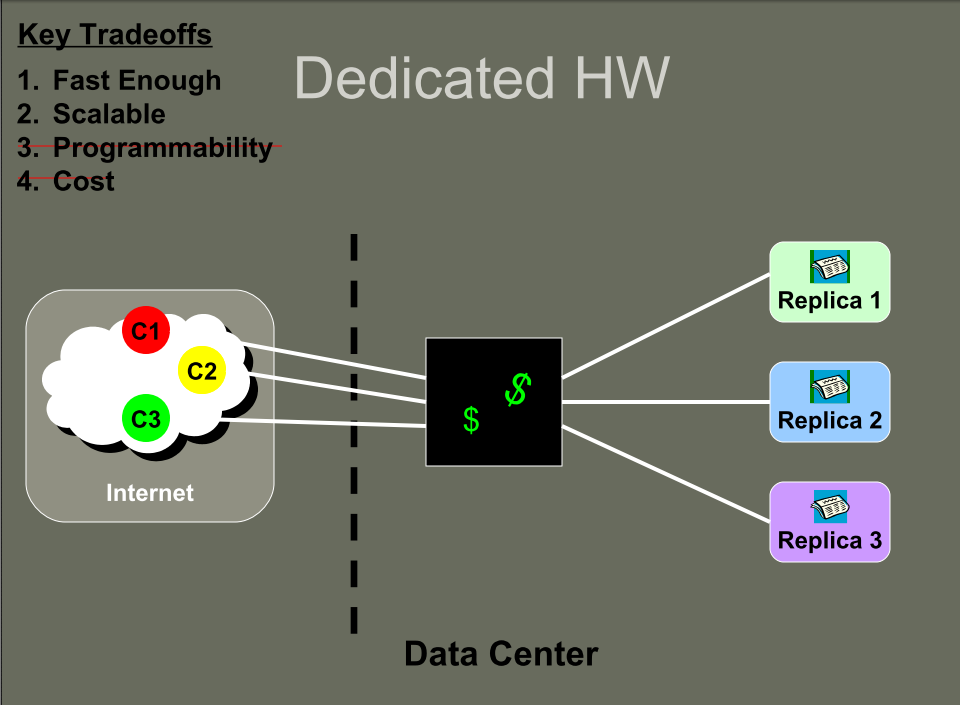 Key Tradeoffs
Dedicated HW
1. Fast Enough
2. Scalable
3. Programmability
4. Cost
C1
C2
C3
Internet
$
$
Replica 1
Replica 2
Replica 3
Data Center